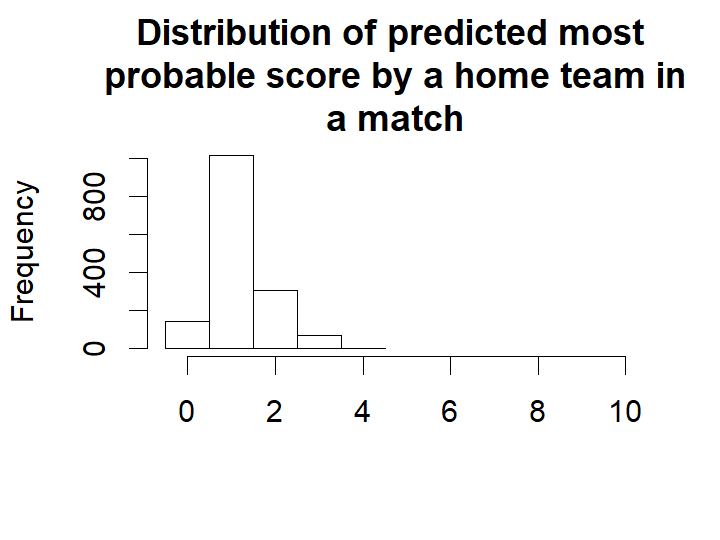 Distribution of predicted most
probable score by a home team in
a match
Frequency
800
400
0
0 2 4 6 8 10